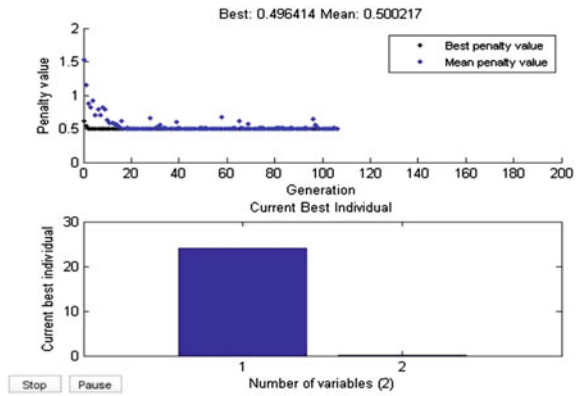 Best: 0.496414 Mean: 0.500217
2
1.5
1
0.5
0
Penalty value
Best penalty value
Mean penalty value
0 20 40 60 80 100 120 140 160 180 200
Generation
Current Best Individual
30
20
10
0
Current best individual
1 2
Number of variables (2)
Stop Pause